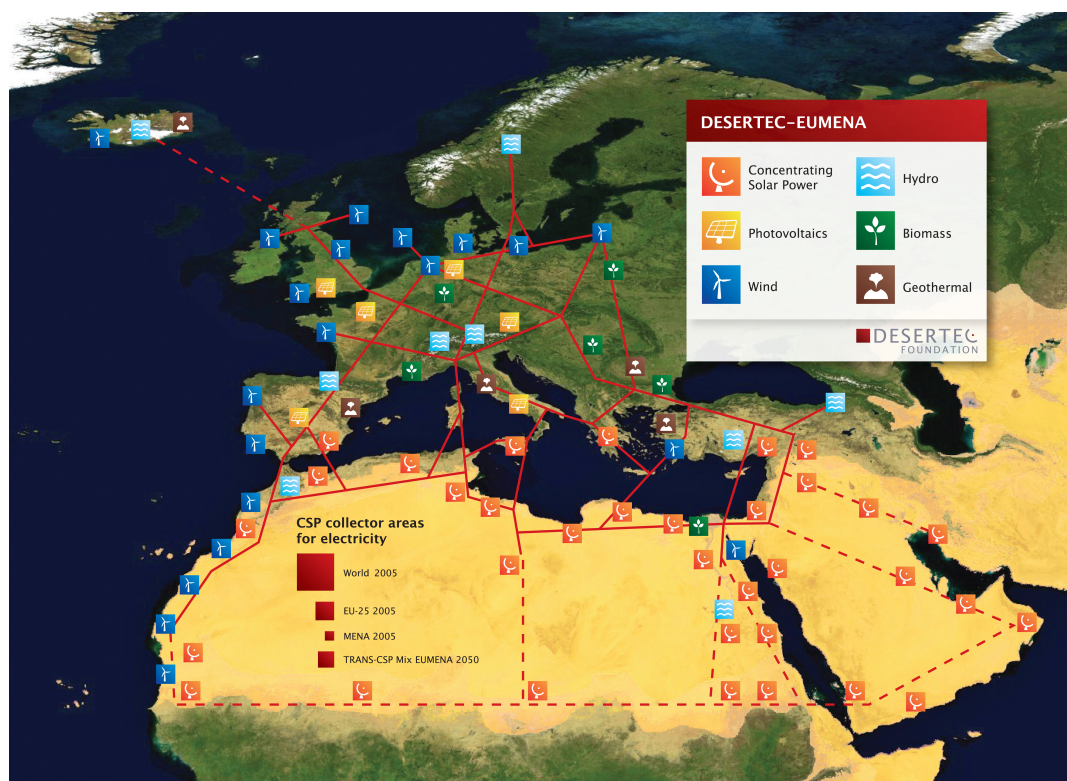 DESERTEC–EUMENA
Concentrating
Solar Power
Hydro
Photovoltaics
Biomass
Wind
Geothermal
DESERTEC
FOUNDATION
CSP collector areas
for electricity
World 2005
EU-25 2005
MENA 2005
TRANS-CSP Mix EUMENA 2050